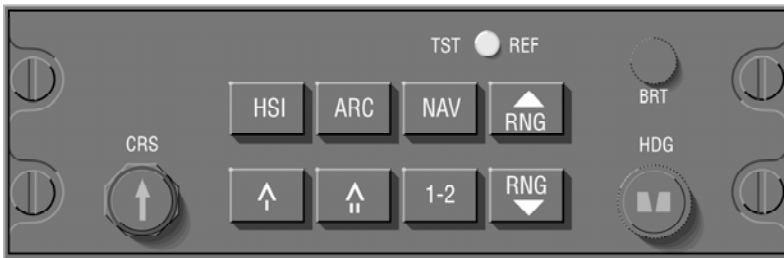 TST REF
BRT
HSI ARC NAV RNG
CRS HDG
1-2 RNG